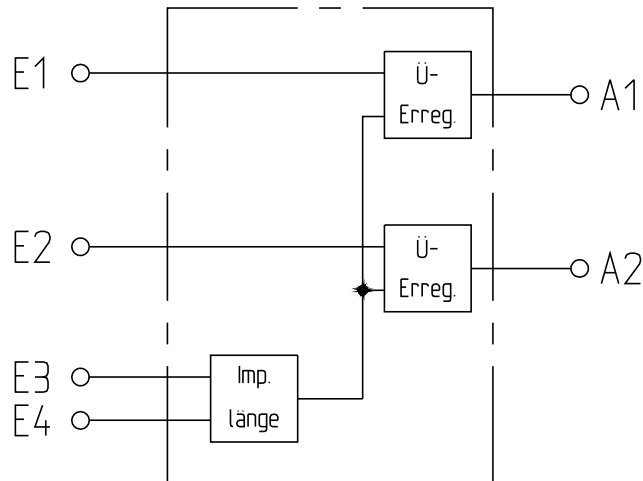 E1
Ü-
Erreg.
A1
E2
Ü-
Erreg.
A2
E3
E4
Imp.
länge